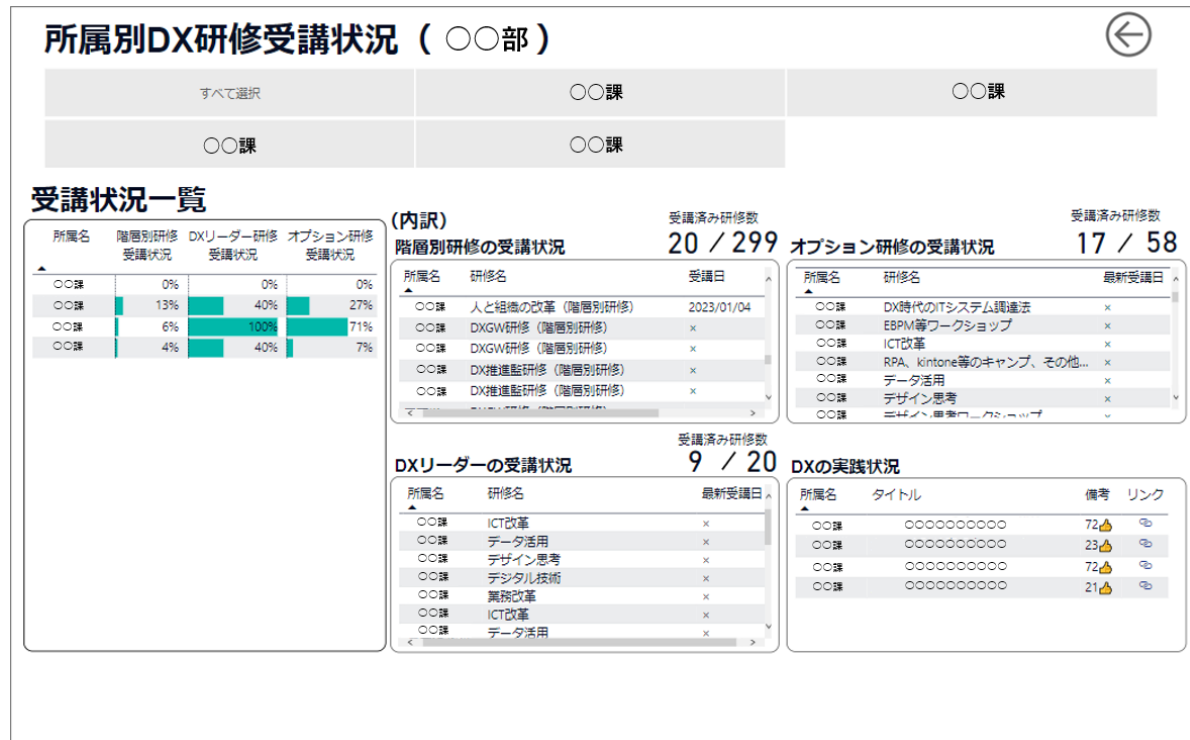 所属別DX研修受講状況（ ○○部 ）
すべて選択
○○課
○○課
○○課
○○課
受講状況一覧
所属名 階層別研修 受講状況 DXリーダー研修 受講状況 オプション研修 受講状況
○○課 0% 0% 0%
○○課 13% 40% 27%
○○課 6% 100% 71%
○○課 4% 40% 7%
(内訳)
階層別研修の受講状況
受講済み研修数
20 / 299
所属名 研修名 受講日
○○課 人と組織の改革（階層別研修） 2023/01/04
○○課 DXGW研修（階層別研修） ×
○○課 DXGW研修（階層別研修） ×
○○課 DX推進監研修（階層別研修） ×
○○課 DX推進監研修（階層別研修） ×
オプション研修の受講状況
受講済み研修数
17 / 58
所属名 研修名 最新受講日
○○課 DX時代のITシステム調達法 ×
○○課 EBPM等ワークショップ ×
○○課 ICT改革 ×
○○課 RPA、kintone等のキャンプ、その他... ×
○○課 データ活用 ×
○○課 デザイン思考 ×
○○課 デザイン思考ワークショップ ×
DXリーダーの受講状況
受講済み研修数
9 / 20
所属名 研修名 最新受講日
○○課 ICT改革 ×
○○課 データ活用 ×
○○課 デザイン思考 ×
○○課 デジタル技術 ×
○○課 業務改革 ×
○○課 ICT改革 ×
○○課 データ活用 ×
DXの実践状況
所属名 タイトル 備考 リンク
○○課 ○○○○○○○○○○ 72👍
○○課 ○○○○○○○○○○ 23👍
○○課 ○○○○○○○○○○ 72👍
○○課 ○○○○○○○○○○ 21👍